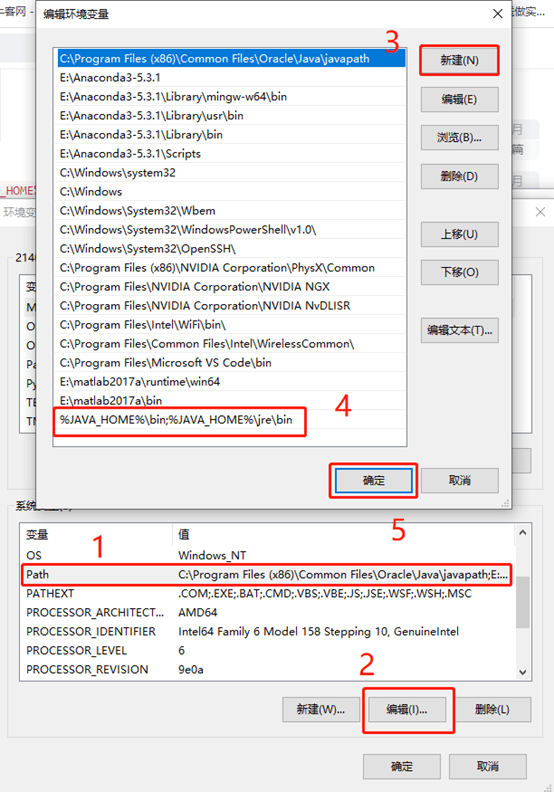 编辑环境变量
C:\Program Files (x86)\Common Files\Oracle\Java\javapath
E:\Anaconda3-5.3.1
E:\Anaconda3-5.3.1\Library\mingw-w64\bin
E:\Anaconda3-5.3.1\Library\usr\bin
E:\Anaconda3-5.3.1\Library\bin
E:\Anaconda3-5.3.1\Scripts
C:\Windows\system32
C:\Windows
C:\Windows\System32\Wbem
C:\Windows\System32\WindowsPowerShell\v1.0\
C:\Windows\System32\OpenSSH\
C:\Program Files (x86)\NVIDIA Corporation\PhysX\Common
C:\Program Files\NVIDIA Corporation\NVIDIA NGX
C:\Program Files\NVIDIA Corporation\NVIDIA NvDLISR
C:\Program Files\Intel\WiFi\bin\
C:\Program Files\Common Files\Intel\WirelessCommon\
C:\Program Files\Microsoft VS Code\bin
E:\matlab2017a\runtime\win64
E:\matlab2017a\bin
%JAVA_HOME%\bin;%JAVA_HOME%\jre\bin
3
新建(N)
编辑(E)
浏览(B)...
删除(D)
上移(U)
下移(O)
编辑文本(T)...
4
确定
取消
5
_HOME%
环境变
2140
变
M
O
O
Pa
Py
TE
TM
变量 值
1
OS Windows_NT
Path C:\Program Files (x86)\Common Files\Oracle\Java\javapath;E:...
PATHEXT .COM;.EXE;.BAT;.CMD;.VBS;.VBE;.JS;.JSE;.WSF;.WSH;.MSC
PROCESSOR_ARCHITECT... AMD64
PROCESSOR_IDENTIFIER Intel64 Family 6 Model 158 Stepping 10, GenuineIntel
PROCESSOR_LEVEL 6
PROCESSOR_REVISION 9e0a
2
新建(W)... 编辑(I)... 删除(L)
确定 取消